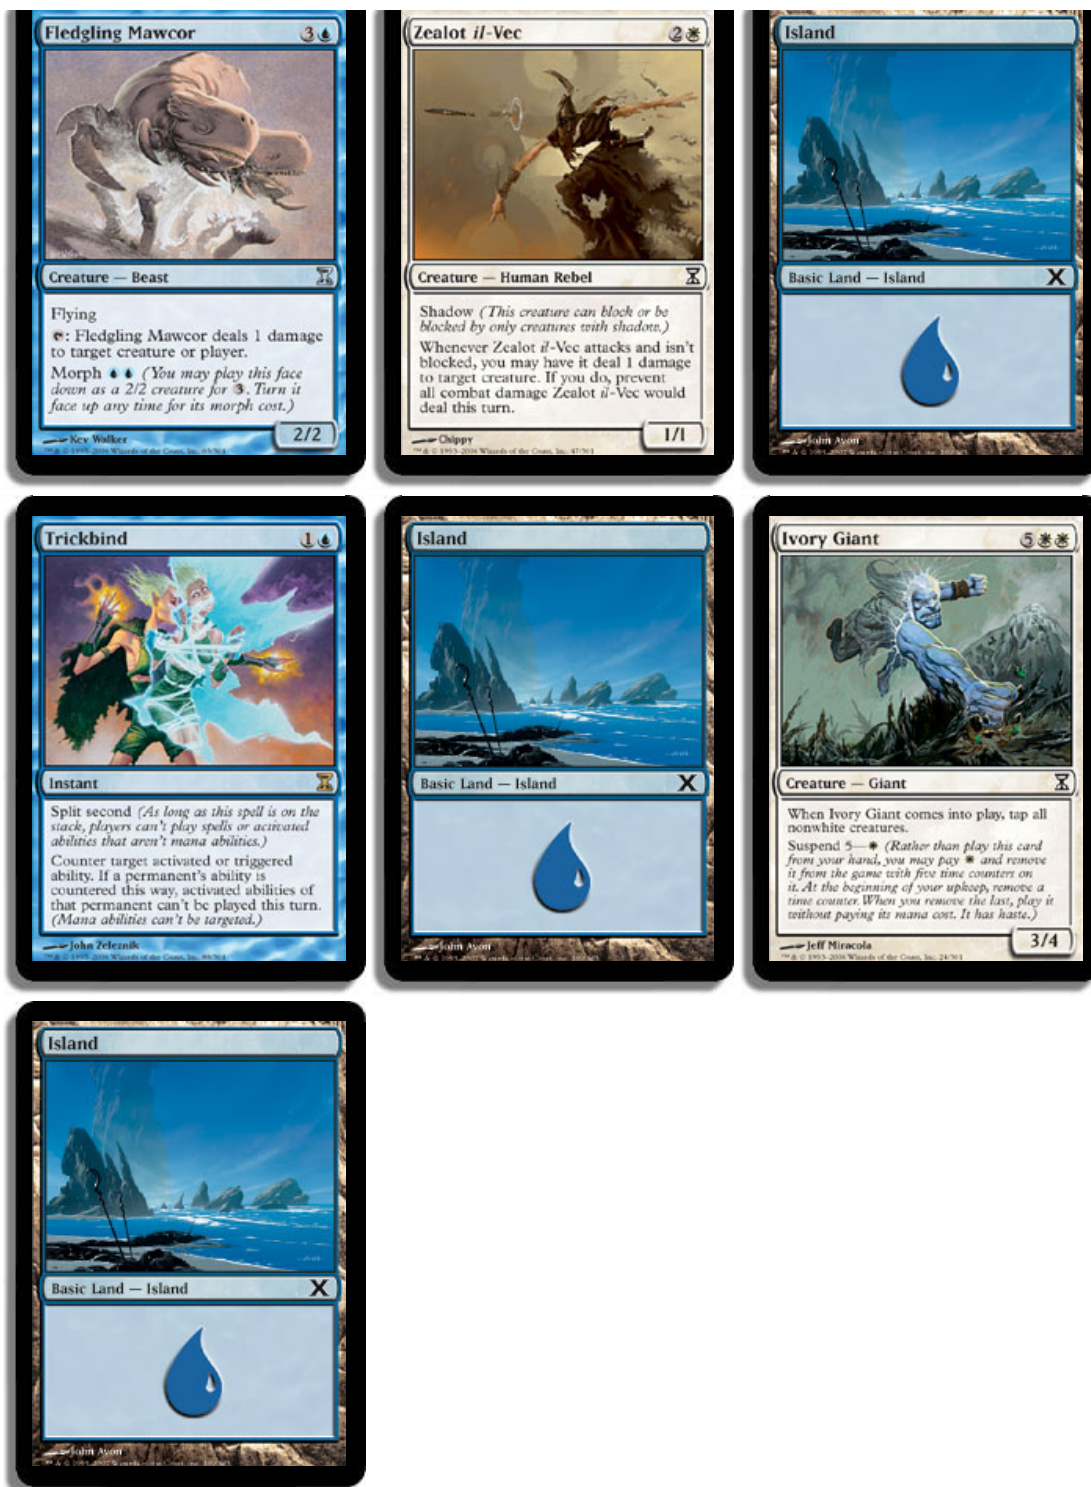 Fledgling Mawcor 3
Creature — Beast
Flying
: Fledgling Mawcor deals 1 damage
to target creature or player.
Morph (You may play this face
down as a 2/2 creature for 3. Turn it
face up any time for its morph cost.)
2/2
Kev Walker
Zealot il-Vec 2
Creature — Human Rebel
Shadow (This creature can block or be
blocked by only creatures with shadow.)
Whenever Zealot il-Vec attacks and isn't
blocked, you may have it deal 1 damage
to target creature. If you do, prevent
all combat damage Zealot il-Vec would
deal this turn.
1/1
Chippy
Island
Basic Land — Island X
John Avon
Trickbind 1
Instant
Split second (As long as this spell is on the
stack, players can't play spells or activated
abilities that aren't mana abilities.)
Counter target activated or triggered
ability. If a permanent's ability is
countered this way, activated abilities of
that permanent can't be played this turn.
(Mana abilities can't be targeted.)
John Zeleznik
Island
Basic Land — Island X
John Avon
Ivory Giant 5
Creature — Giant
When Ivory Giant comes into play, tap all
nonwhite creatures.
Suspend 5— (Rather than play this card
from your hand, you may pay and remove
it from the game with five time counters on
it. At the beginning of your upkeep, remove a
time counter. When you remove the last, play it
without paying its mana cost. It has haste.)
3/4
Jeff Miracola
Island
Basic Land — Island X
John Avon